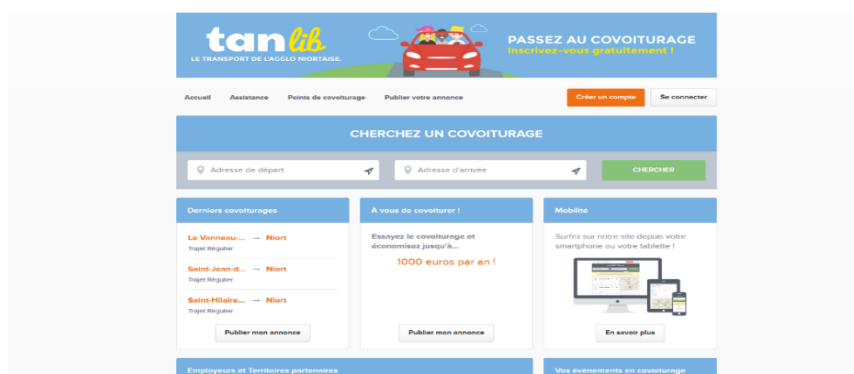 tanlib
LE TRANSPORT DE L'AGGLO NIORTAISE.
PASSEZ AU COVOITURAGE
Inscrivez-vous gratuitement !
Accueil Assistance Points de covoiturage Publier votre annonce Créer un compte Se connecter
CHERCHEZ UN COVOITURAGE
Adresse de départ Adresse d'arrivée CHERCHER
Derniers covoiturages
Le Vanneau-... → Niort
Trajet Régulier
Saint-Jean-d... → Niort
Trajet Régulier
Saint-Hilaire... → Niort
Trajet Régulier
Publier mon annonce
À vous de covoiturer !
Essayez le covoiturage et
économisez jusqu'à...
1000 euros par an !
Publier mon annonce
Mobilité
Surfez sur notre site depuis votre
smartphone ou votre tablette !
En savoir plus
Employeurs et Territoires partenaires
Vos événements en covoiturage